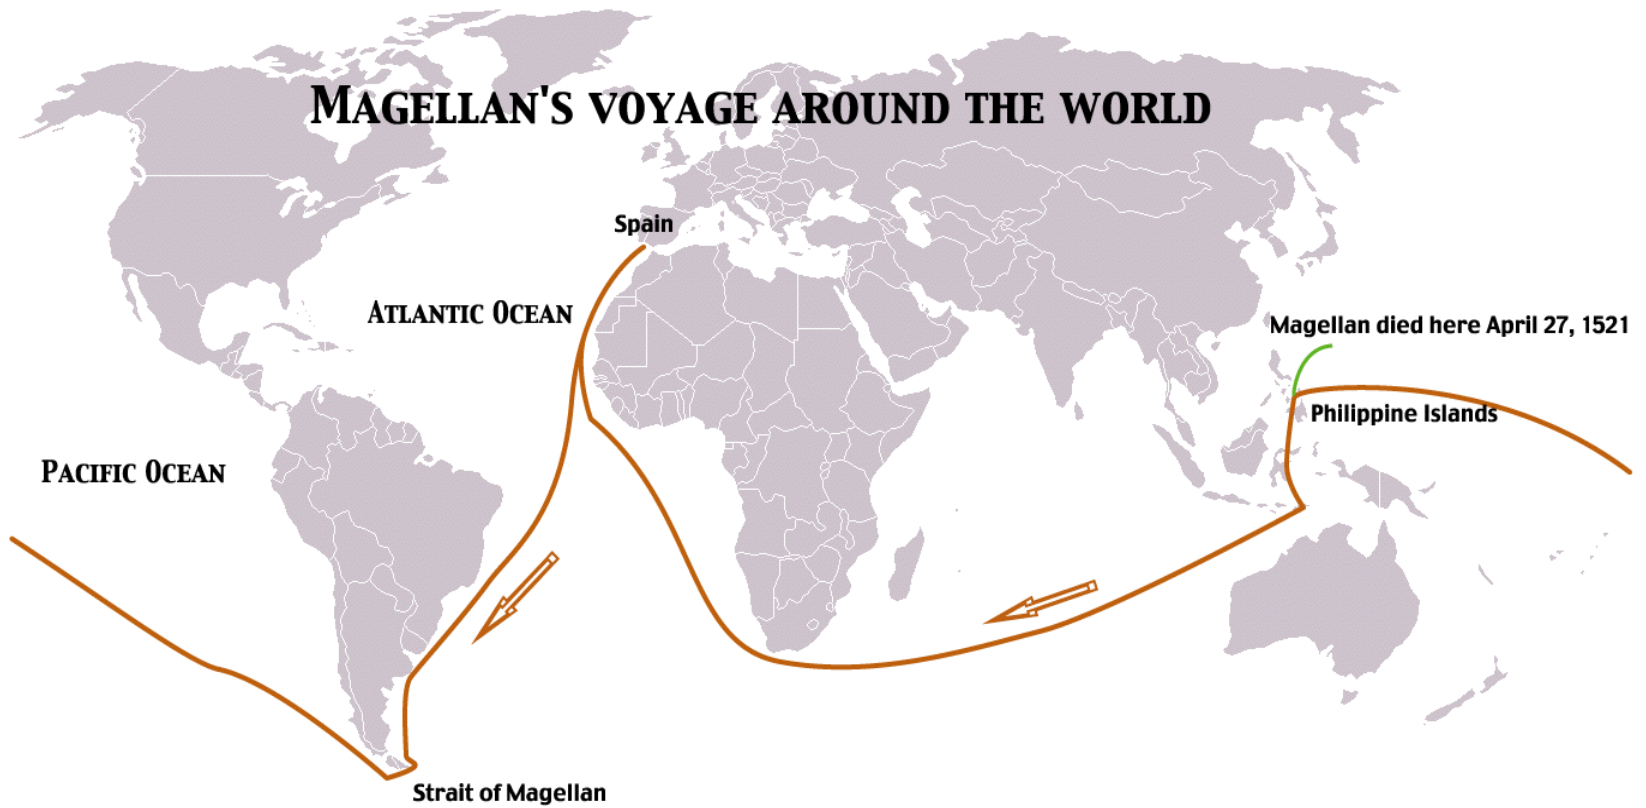 MAGELLAN'S VOYAGE AROUND THE WORLD
Spain
ATLANTIC OCEAN
Magellan died here April 27, 1521
Philippine Islands
PACIFIC OCEAN
Strait of Magellan